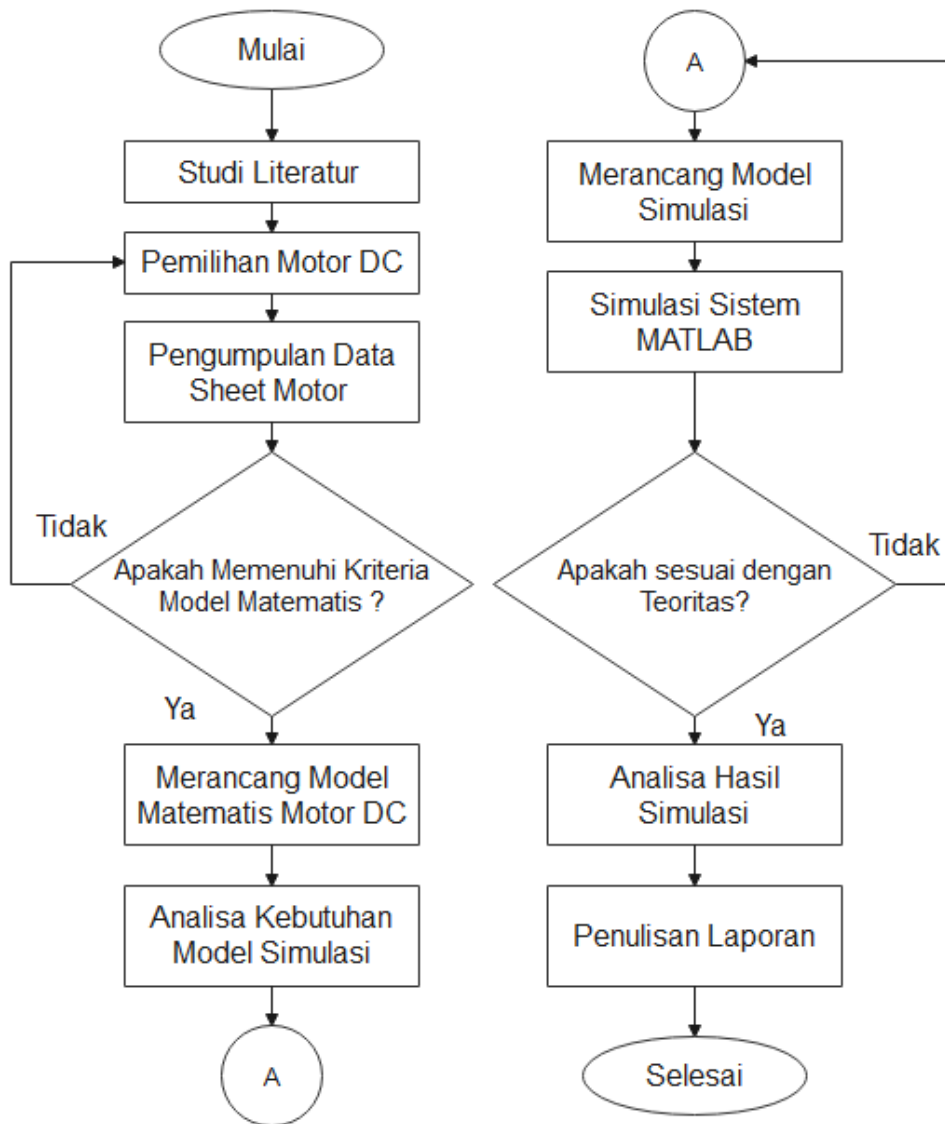 Mulai
Studi Literatur
Pemilihan Motor DC
Pengumpulan Data
Sheet Motor
Tidak
Apakah Memenuhi Kriteria
Model Matematis ?
Ya
Merancang Model
Matematis Motor DC
Analisa Kebutuhan
Model Simulasi
A
A
Merancang Model
Simulasi
Simulasi Sistem
MATLAB
Tidak
Apakah sesuai dengan
Teoritas?
Ya
Analisa Hasil
Simulasi
Penulisan Laporan
Selesai